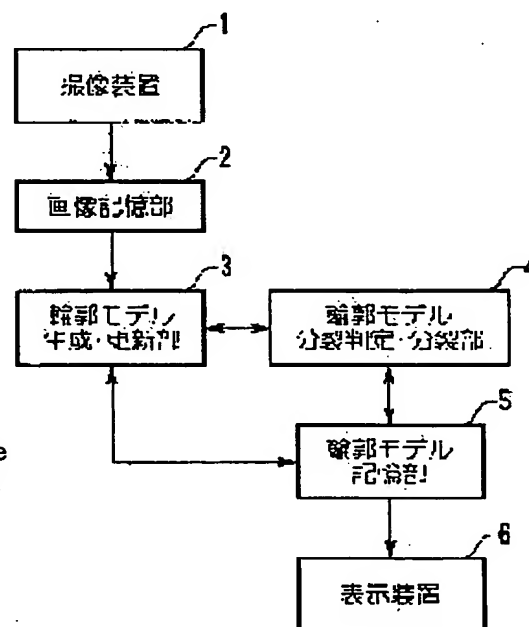 1
撮像装置
2
画像記憶部
3
輪郭モデル
生成・更新部
4
輪郭モデル
分裂判定・分裂部
5
輪郭モデル
記憶部
e
6
表示装置